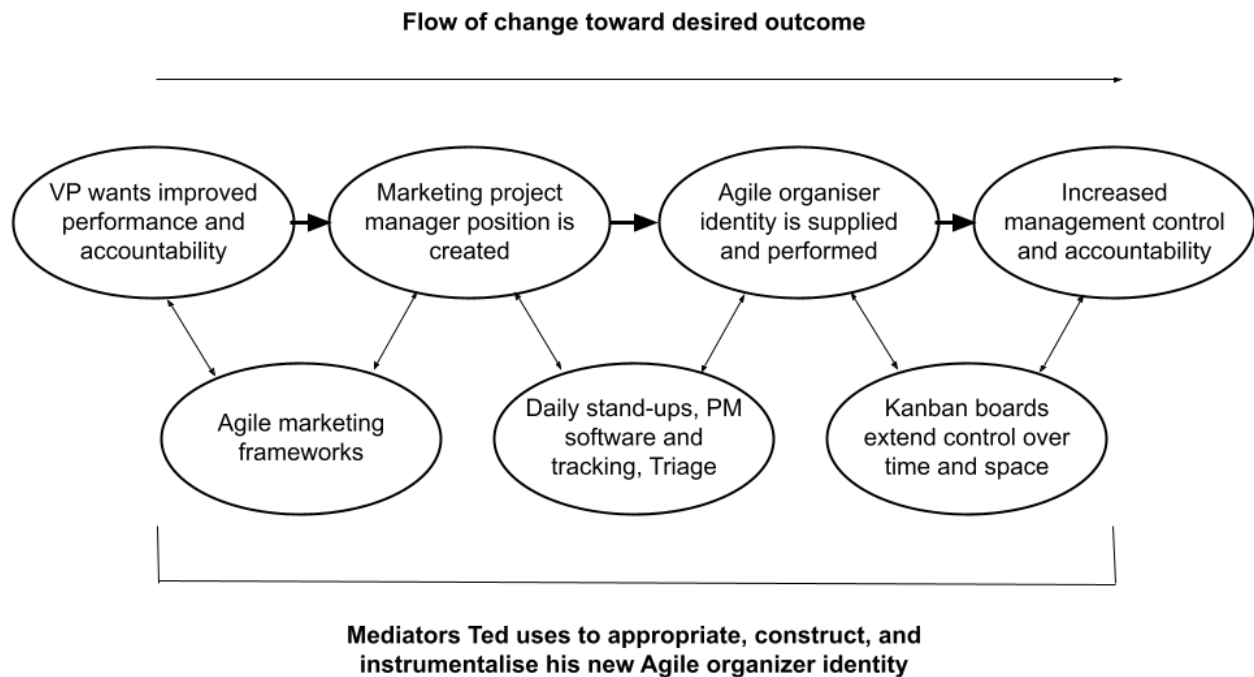 Flow of change toward desired outcome
VP wants improved
performance and
accountability
Marketing project
manager position is
created
Agile organiser
identity is supplied
and performed
Increased
management control
and accountability
Agile marketing
frameworks
Daily stand-ups, PM
software and
tracking, Triage
Kanban boards
extend control over
time and space
Mediators Ted uses to appropriate, construct, and
instrumentalise his new Agile organizer identity